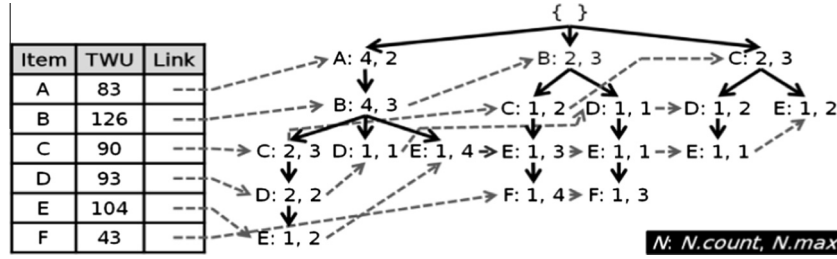 { }
Item TWU Link
A 83
B 126
C 90
D 93
E 104
F 43
A: 4, 2 B: 2, 3 C: 2, 3
B: 4, 3 C: 1, 2 D: 1, 1 D: 1, 2 E: 1, 2
C: 2, 3 D: 1, 1 E: 1, 4 E: 1, 3 E: 1, 1 E: 1, 1
D: 2, 2 F: 1, 4 F: 1, 3
E: 1, 2
N: N.count, N.max